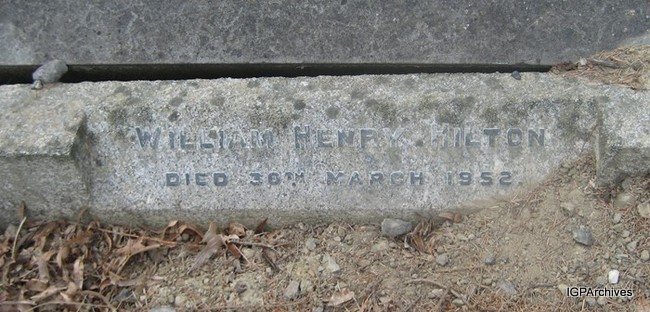 William Henry Hilton
Died 30th March 1952.
IGPArchives